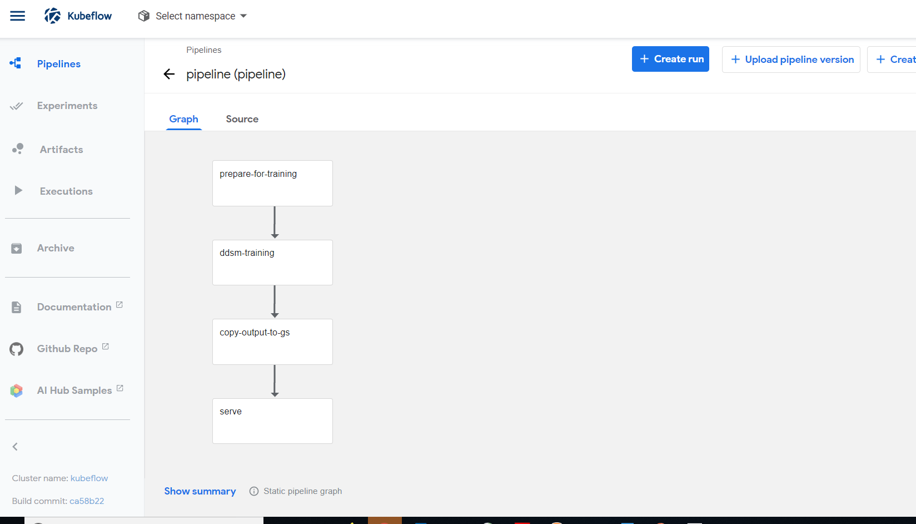 Kubeflow
Select namespace
Pipelines
Experiments
Artifacts
Executions
Archive
Documentation
Github Repo
AI Hub Samples
Cluster name: kubeflow
Build commit: ca58b22
Pipelines
pipeline (pipeline)
+ Create run
+ Upload pipeline version
+ Creat
Graph
Source
prepare-for-training
ddsm-training
copy-output-to-gs
serve
Show summary
Static pipeline graph